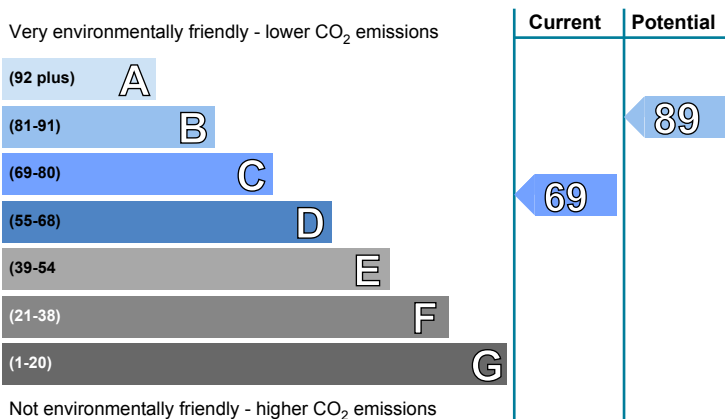 Very environmentally friendly - lower CO2 emissions
Current
Potential
(92 plus) A
(81-91) B
89
(69-80) C
69
(55-68) D
(39-54 E
(21-38) F
(1-20) G
Not environmentally friendly - higher CO2 emissions